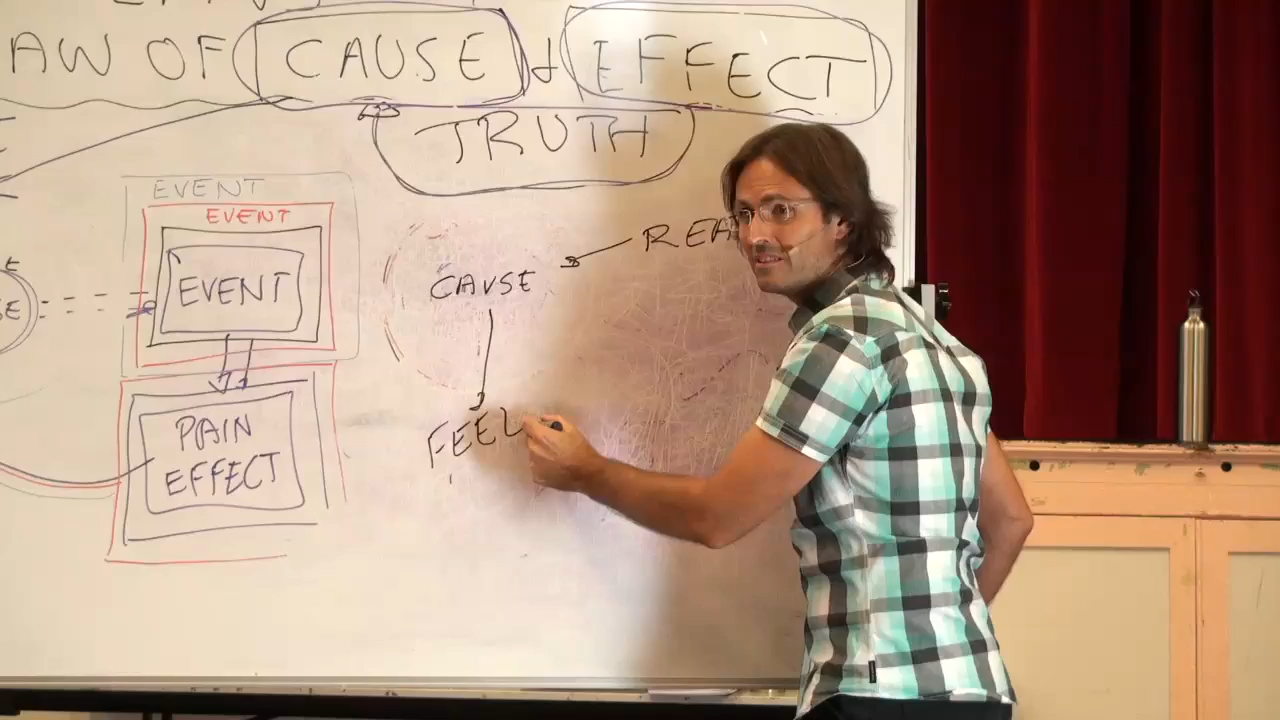 AW OF CAUSE & EFFECT
TRUTH
EVENT
EVENT
EVENT
PAIN
EFFECT
CAUSE
REA
FEEL